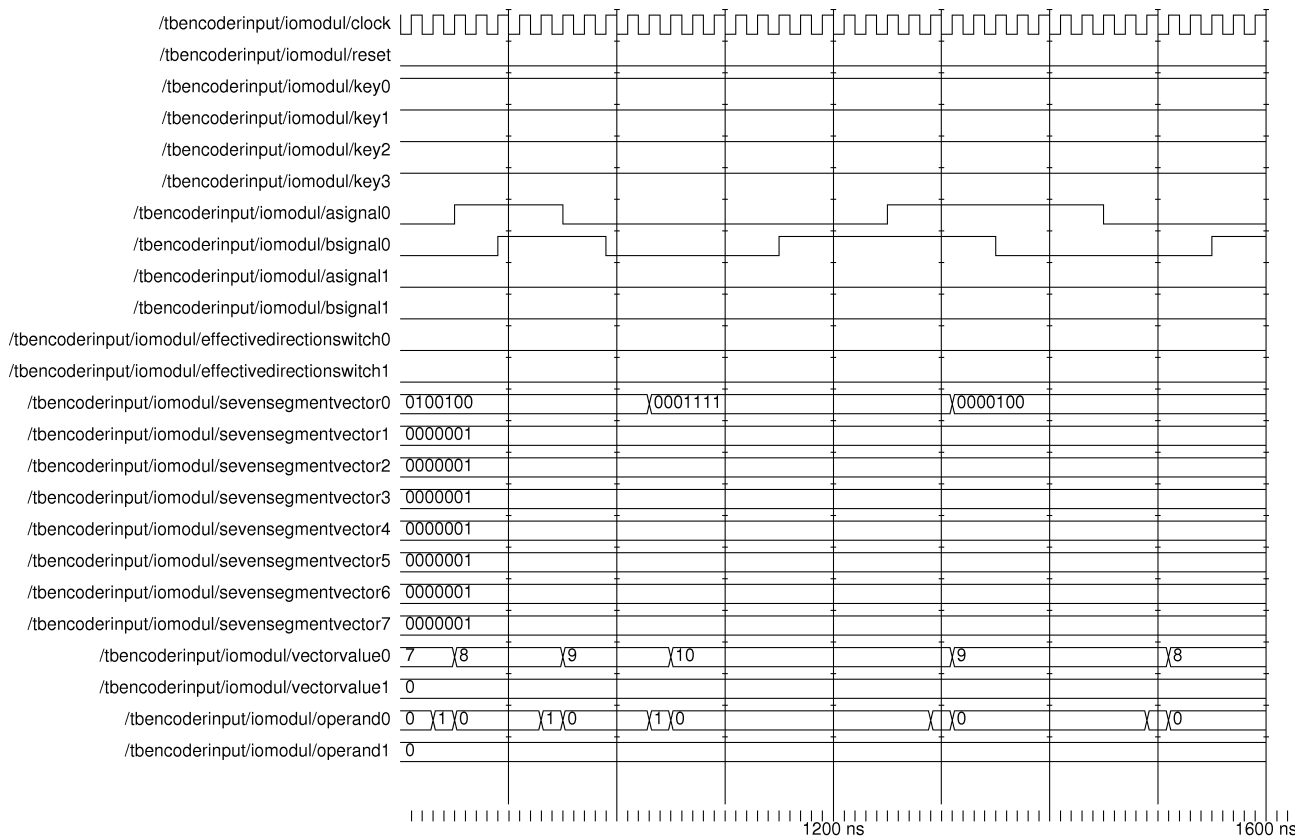 /tbencoderinput/iomodul/clock
/tbencoderinput/iomodul/reset
/tbencoderinput/iomodul/key0
/tbencoderinput/iomodul/key1
/tbencoderinput/iomodul/key2
/tbencoderinput/iomodul/key3
/tbencoderinput/iomodul/asignal0
/tbencoderinput/iomodul/bsignal0
/tbencoderinput/iomodul/asignal1
/tbencoderinput/iomodul/bsignal1
/tbencoderinput/iomodul/effectivedirectionswitch0
/tbencoderinput/iomodul/effectivedirectionswitch1
/tbencoderinput/iomodul/sevensegmentvector0 0100100 0001111 0000100
/tbencoderinput/iomodul/sevensegmentvector1 0000001
/tbencoderinput/iomodul/sevensegmentvector2 0000001
/tbencoderinput/iomodul/sevensegmentvector3 0000001
/tbencoderinput/iomodul/sevensegmentvector4 0000001
/tbencoderinput/iomodul/sevensegmentvector5 0000001
/tbencoderinput/iomodul/sevensegmentvector6 0000001
/tbencoderinput/iomodul/sevensegmentvector7 0000001
/tbencoderinput/iomodul/vectorvalue0 7 8 9 10 9 8
/tbencoderinput/iomodul/vectorvalue1 0
/tbencoderinput/iomodul/operand0 0 1 0 1 0 1 0 0 0
/tbencoderinput/iomodul/operand1 0
1200 ns 1600 ns